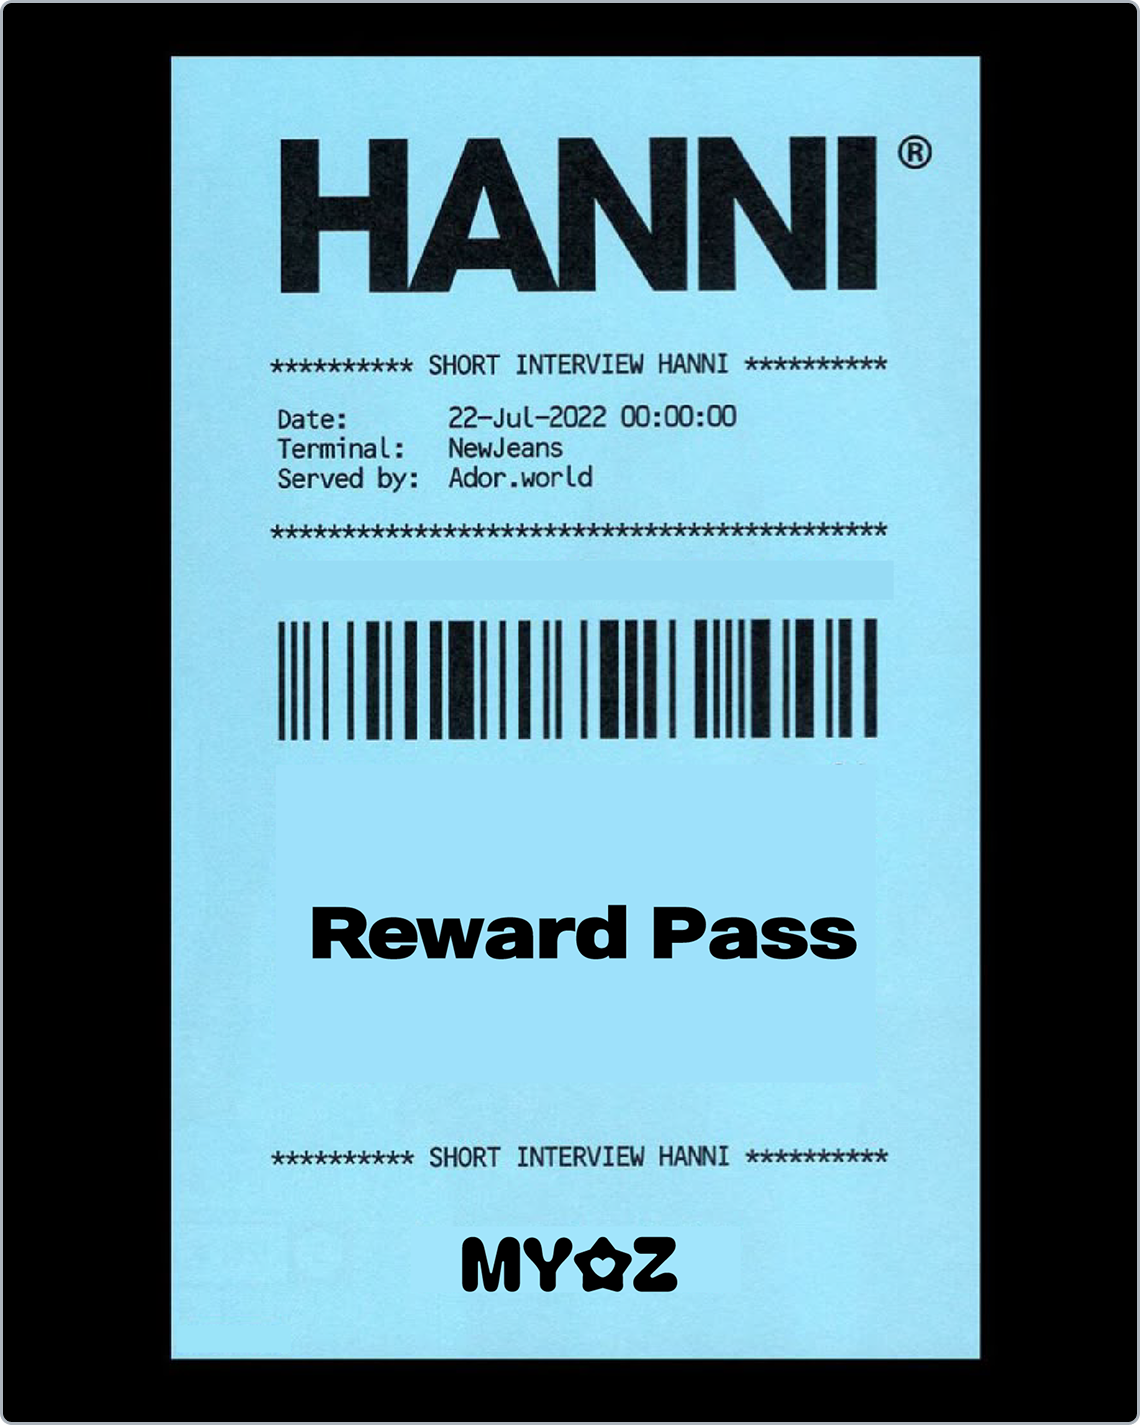 HANNI®
********** SHORT INTERVIEW HANNI **********
Date: 22-Jul-2022 00:00:00
Terminal: NewJeans
Served by: Ador.world
*******************************************
Reward Pass
********** SHORT INTERVIEW HANNI **********
MYOZ